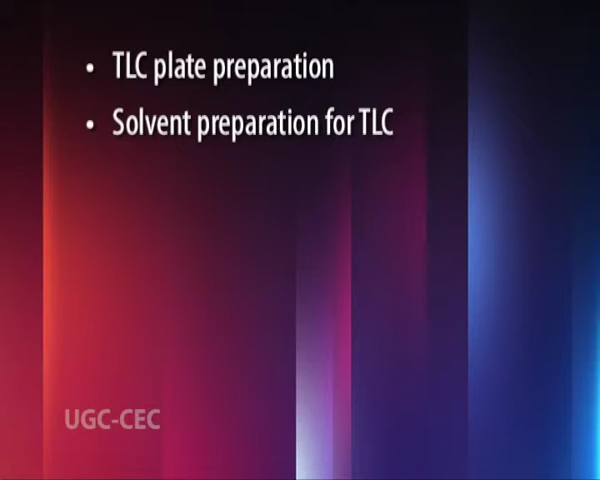 • TLC plate preparation
• Solvent preparation for TLC
UGC-CEC